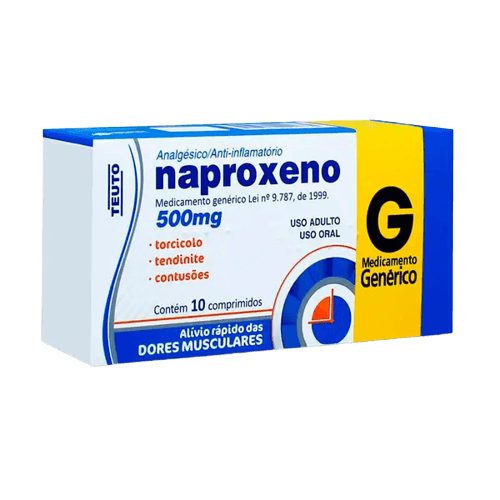 TEUTO
Analgésico/Anti-inflamatório
naproxeno
Medicamento genérico Lei nº 9.787, de 1999.
500mg
USO ADULTO
USO ORAL
• torcicolo
• tendinite
• contusões
Contém 10 comprimidos
Alívio rápido das
DORES MUSCULARES
G
Medicamento
Genérico